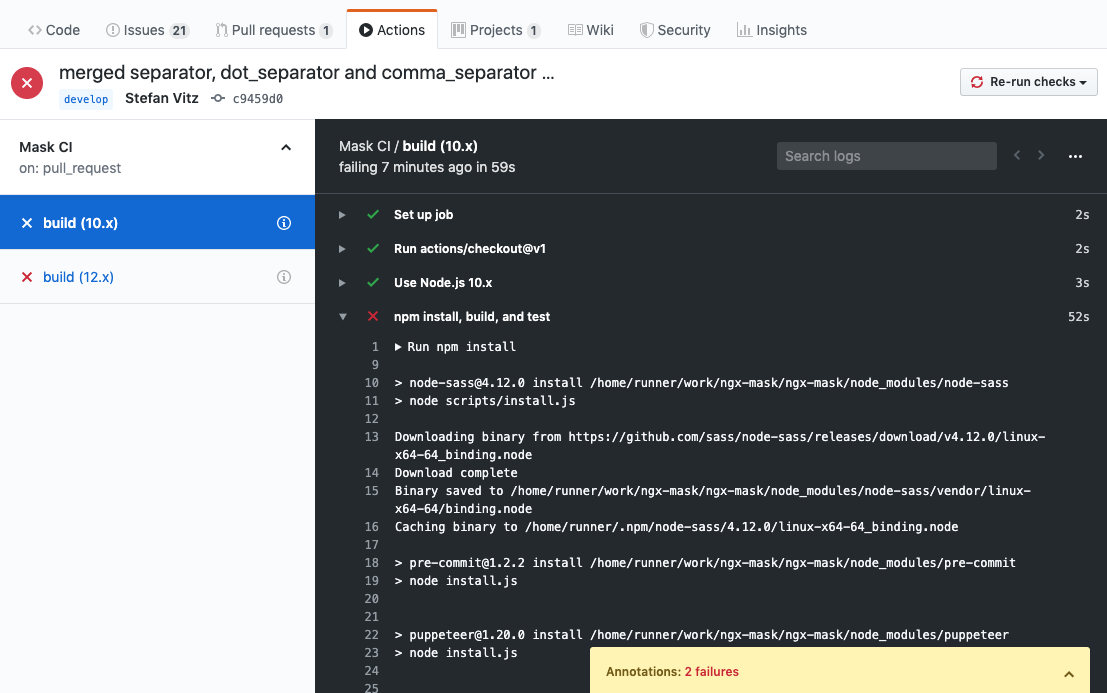 Code Issues 21 Pull requests 1 Actions Projects 1 Wiki Security Insights
merged separator, dot_separator and comma_separator ...
develop Stefan Vitz c9459d0
Re-run checks
Mask CI
on: pull_request
build (10.x)
build (12.x)
Mask CI / build (10.x)
failing 7 minutes ago in 59s
Search logs
Set up job 2s
Run actions/checkout@v1 2s
Use Node.js 10.x 3s
npm install, build, and test 52s
1 Run npm install
9
10 > node-sass@4.12.0 install /home/runner/work/ngx-mask/ngx-mask/node_modules/node-sass
11 > node scripts/install.js
12
13 Downloading binary from https://github.com/sass/node-sass/releases/download/v4.12.0/linux-
x64-64_binding.node
14 Download complete
15 Binary saved to /home/runner/work/ngx-mask/ngx-mask/node_modules/node-sass/vendor/linux-
x64-64/binding.node
16 Caching binary to /home/runner/.npm/node-sass/4.12.0/linux-x64-64_binding.node
17
18 > pre-commit@1.2.2 install /home/runner/work/ngx-mask/ngx-mask/node_modules/pre-commit
19 > node install.js
20
21
22 > puppeteer@1.20.0 install /home/runner/work/ngx-mask/ngx-mask/node_modules/puppeteer
23 > node install.js
24
25
Annotations: 2 failures